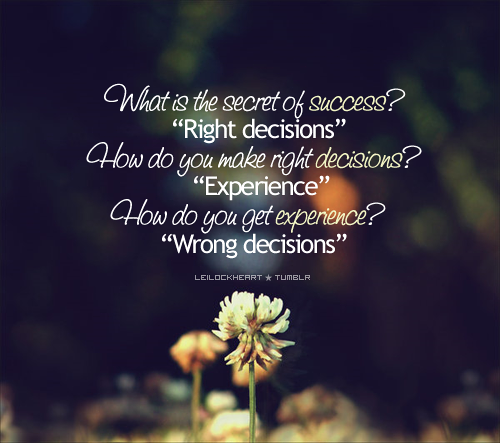 What is the secret of success?
“Right decisions”
How do you make right decisions?
“Experience”
How do you get experience?
“Wrong decisions”
LEILOCKHEART ★ TUMBLR